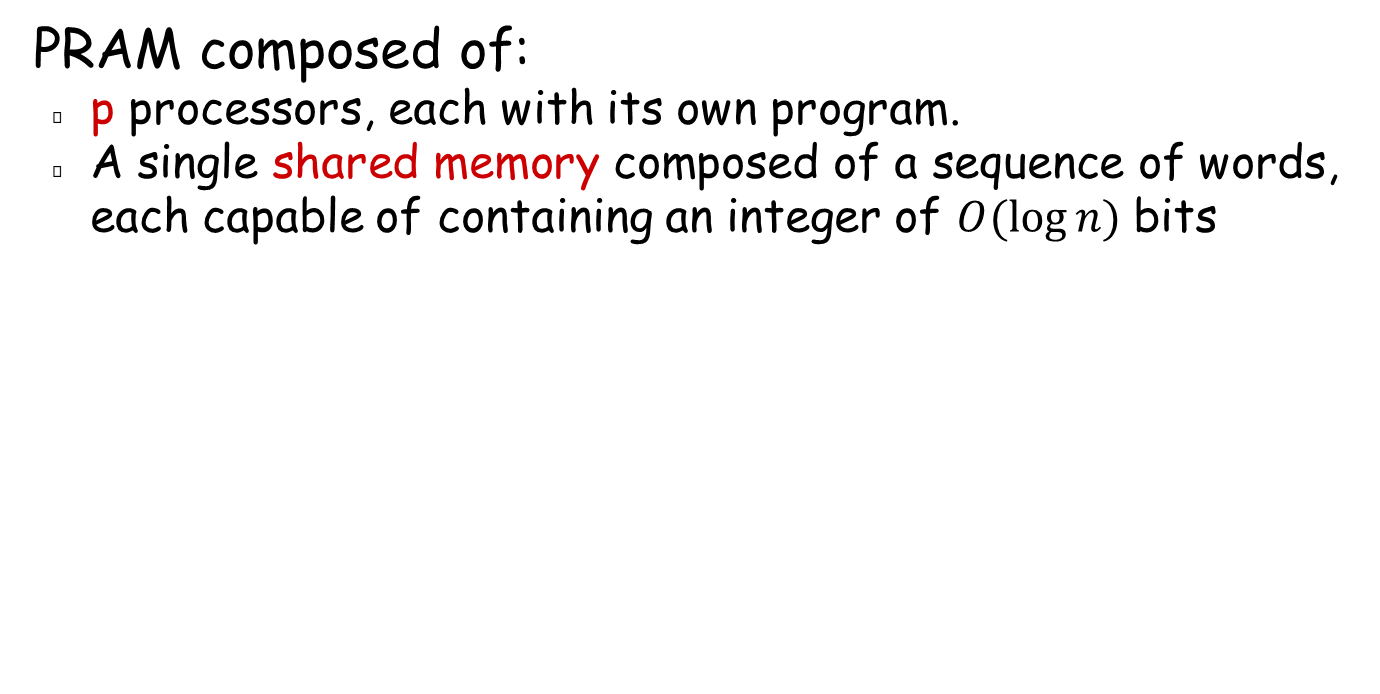 PRAM composed of:
p processors, each with its own program.
A single shared memory composed of a sequence of words,
each capable of containing an integer of O(log n) bits